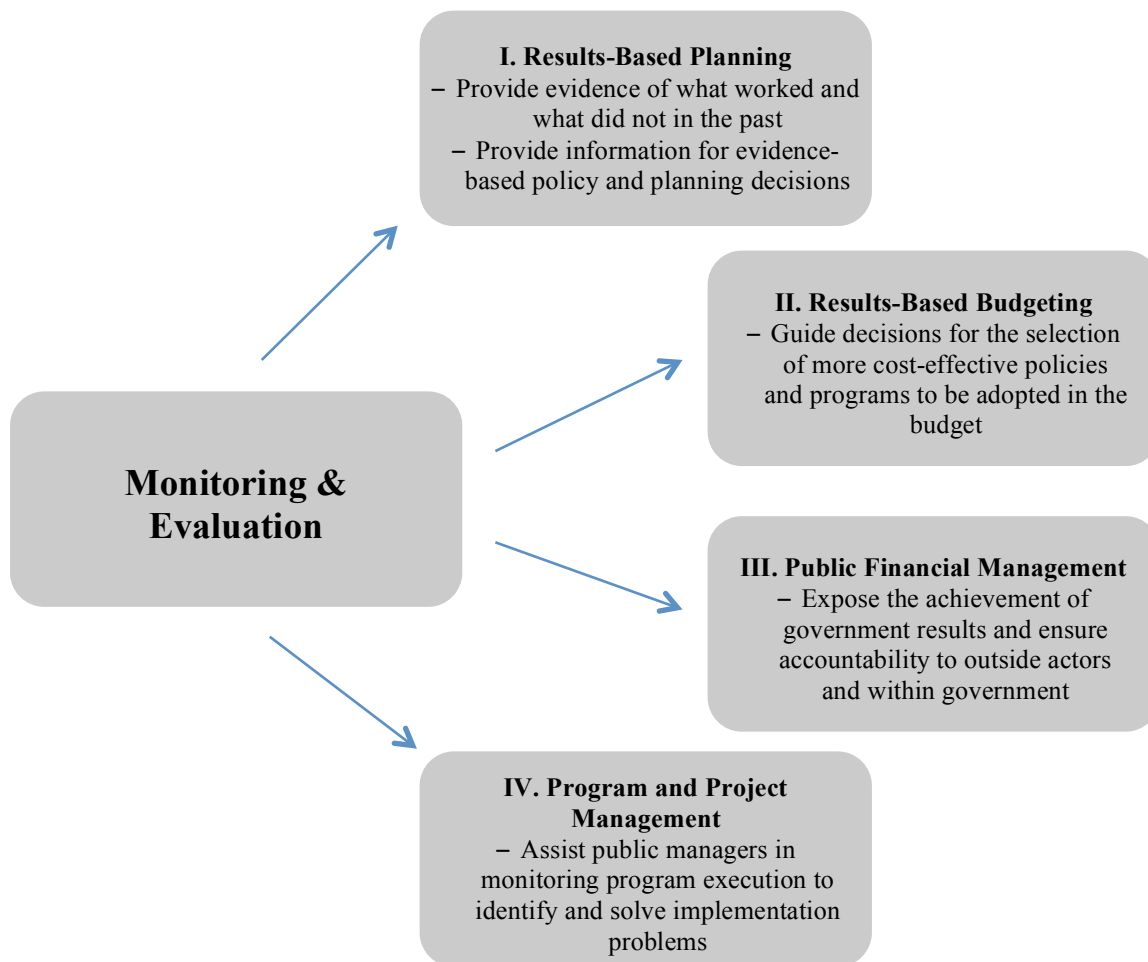 I. Results-Based Planning
– Provide evidence of what worked and
what did not in the past
– Provide information for evidence-
based policy and planning decisions
II. Results-Based Budgeting
– Guide decisions for the selection
of more cost-effective policies
and programs to be adopted in the
budget
Monitoring &
Evaluation
III. Public Financial Management
– Expose the achievement of
government results and ensure
accountability to outside actors
and within government
IV. Program and Project
Management
– Assist public managers in
monitoring program execution to
identify and solve implementation
problems